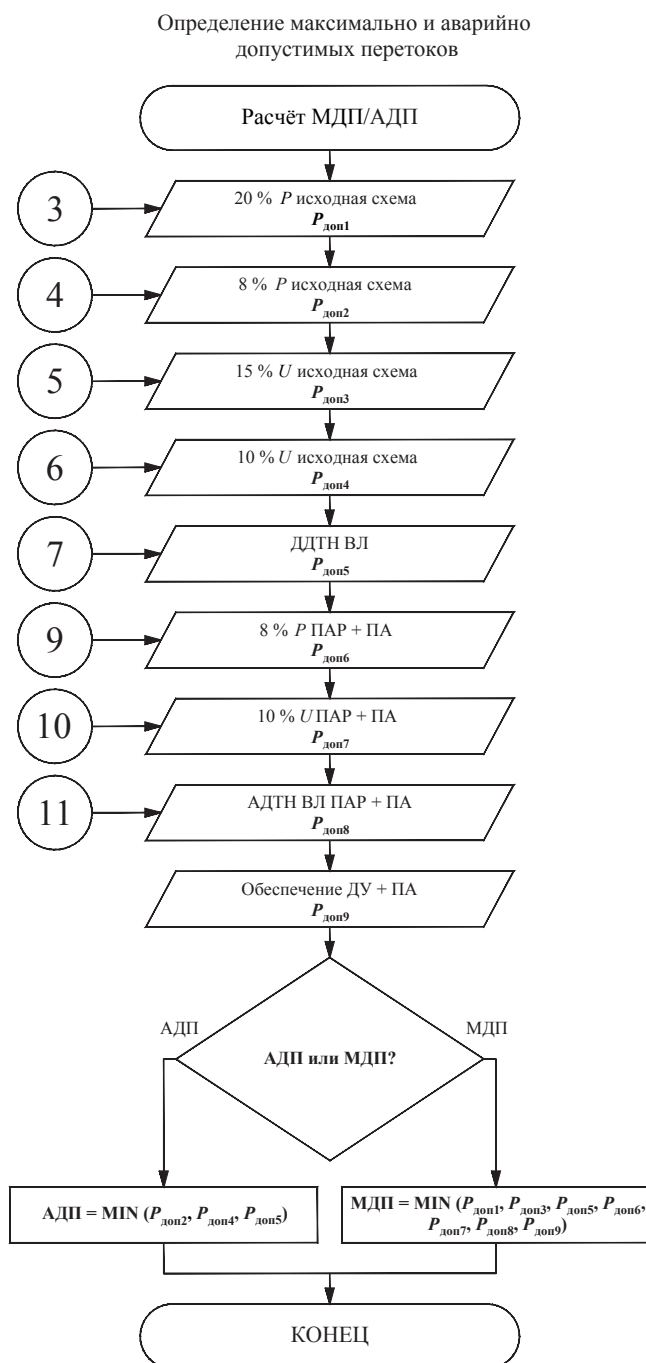 Определение максимально и аварийно
допустимых перетоков
Расчёт МДП/АДП
3
20 % P исходная схема
Pдоп1
4
8 % P исходная схема
Pдоп2
5
15 % U исходная схема
Pдоп3
6
10 % U исходная схема
Pдоп4
7
ДДТН ВЛ
Pдоп5
9
8 % P ПАР + ПА
Pдоп6
10
10 % U ПАР + ПА
Pдоп7
11
АДТН ВЛ ПАР + ПА
Pдоп8
Обеспечение ДУ + ПА
Pдоп9
АДП
МДП
АДП или МДП?
АДП = MIN (Pдоп2, Pдоп4, Pдоп5)
МДП = MIN (Pдоп1, Pдоп3, Pдоп5, Pдоп6,
Pдоп7, Pдоп8, Pдоп9)
КОНЕЦ